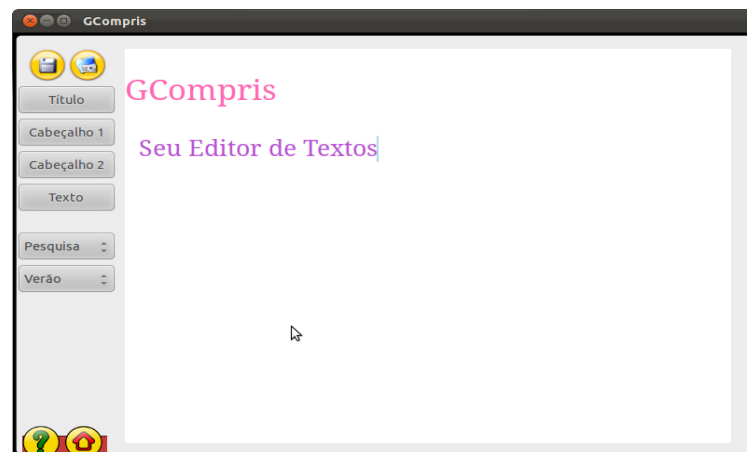 GCompris
Título
GCompris
Cabeçalho 1
Seu Editor de Textos
Cabeçalho 2
Texto
Pesquisa
Verão
?